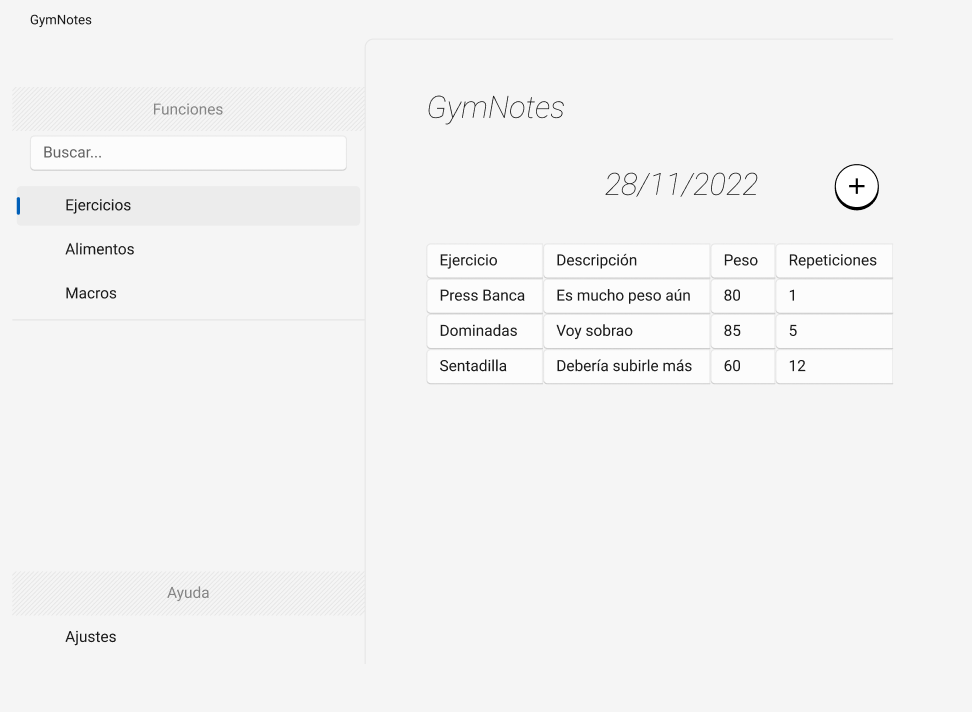 GymNotes
Funciones
Buscar...
Ejercicios
Alimentos
Macros
Ayuda
Ajustes
GymNotes
28/11/2022
+
Ejercicio Descripción Peso Repeticiones
Press Banca Es mucho peso aún 80 1
Dominadas Voy sobrao 85 5
Sentadilla Debería subirle más 60 12